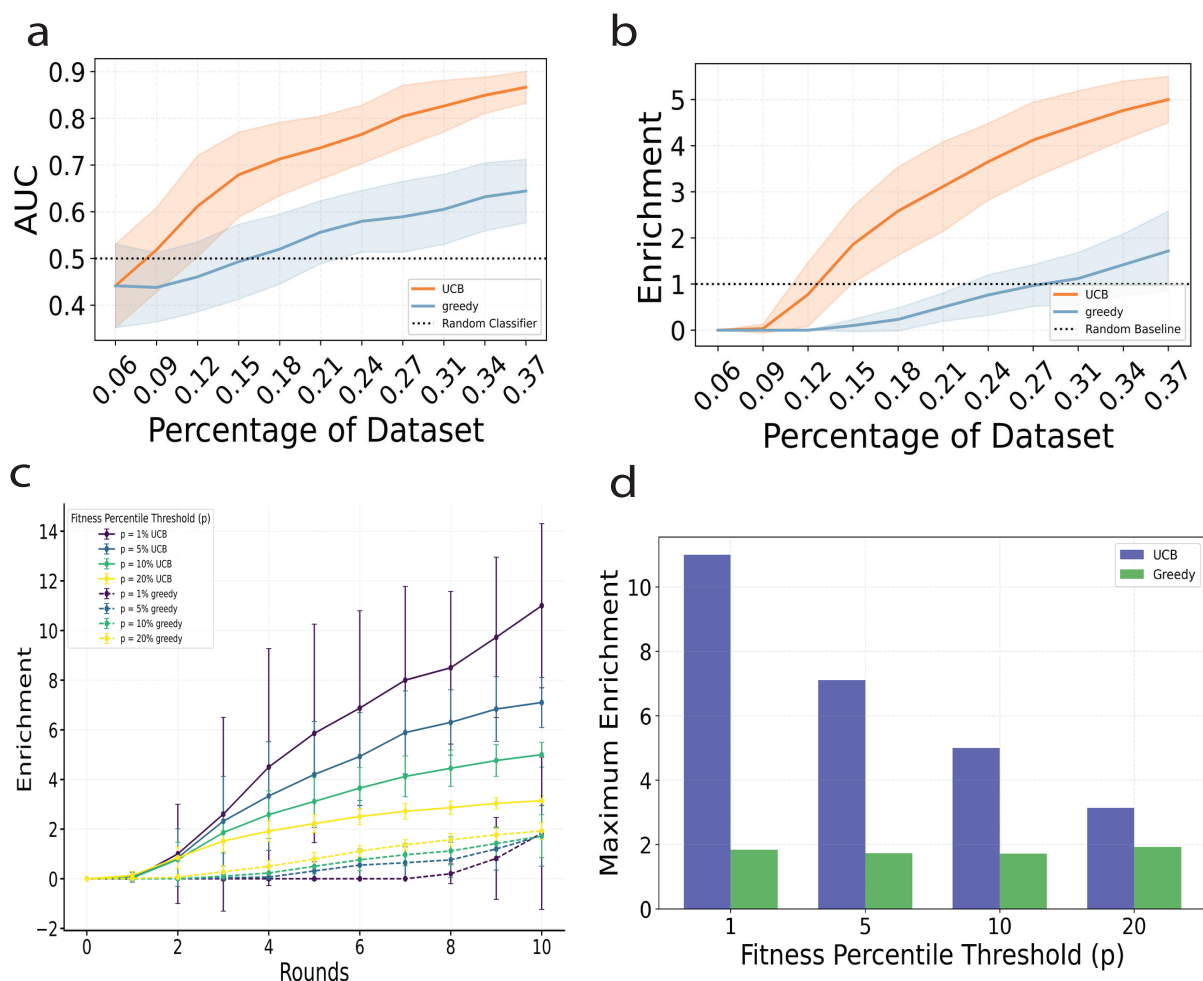 a
0.9
0.8
0.7
0.6
0.5
0.4
AUC
UCB
greedy
Random Classifier
0.06
0.09
0.12
0.15
0.18
0.21
0.24
0.27
0.31
0.34
0.37
Percentage of Dataset
b
5
4
3
2
1
0
Enrichment
UCB
greedy
Random Baseline
0.06
0.09
0.12
0.15
0.18
0.21
0.24
0.27
0.31
0.34
0.37
Percentage of Dataset
c
Fitness Percentile Threshold (p)
p = 1% UCB
p = 5% UCB
p = 10% UCB
p = 20% UCB
p = 1% greedy
p = 5% greedy
p = 10% greedy
p = 20% greedy
14
12
10
8
6
4
2
0
−2
Enrichment
0
2
4
6
8
10
Rounds
d
UCB
Greedy
10
8
6
4
2
0
Maximum Enrichment
1
5
10
20
Fitness Percentile Threshold (p)